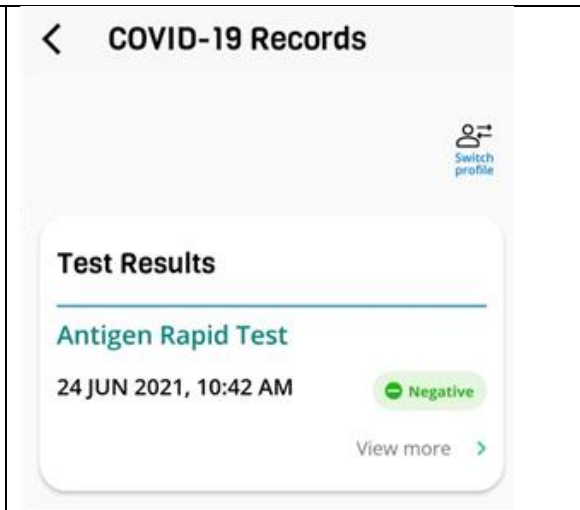 COVID-19 Records
Switch
profile
Test Results
Antigen Rapid Test
24 JUN 2021, 10:42 AM
Negative
View more